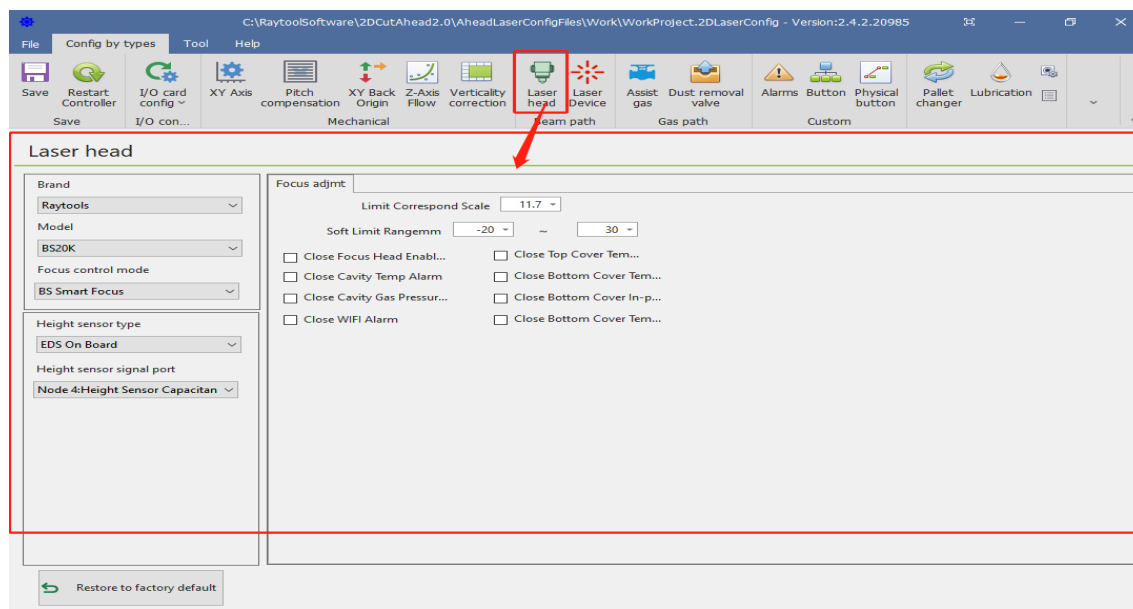 C:\RaytoolSoftware\2DCutAhead2.0\AheadLaserConfigFiles\Work\WorkProject.2DLaserConfig - Version:2.4.2.20985
File Config by types Tool Help
Save Restart Controller I/O card config XY Axis Pitch compensation XY Back Origin Z-Axis Fllow Verticality correction Laser head Laser Device Assist gas Dust removal valve Alarms Button Physical button Pallet changer Lubrication
Save I/O con... Mechanical Beam path Gas path Custom
Laser head
Brand
Raytools
Model
BS20K
Focus control mode
BS Smart Focus
Height sensor type
EDS On Board
Height sensor signal port
Node 4:Height Sensor Capacitan
Focus adjmt
Limit Correspond Scale 11.7
Soft Limit Rangemm -20 ~ 30
Close Focus Head Enabl... Close Top Cover Tem...
Close Cavity Temp Alarm Close Bottom Cover Tem...
Close Cavity Gas Pressur... Close Bottom Cover In-p...
Close WIFI Alarm Close Bottom Cover Tem...
Restore to factory default